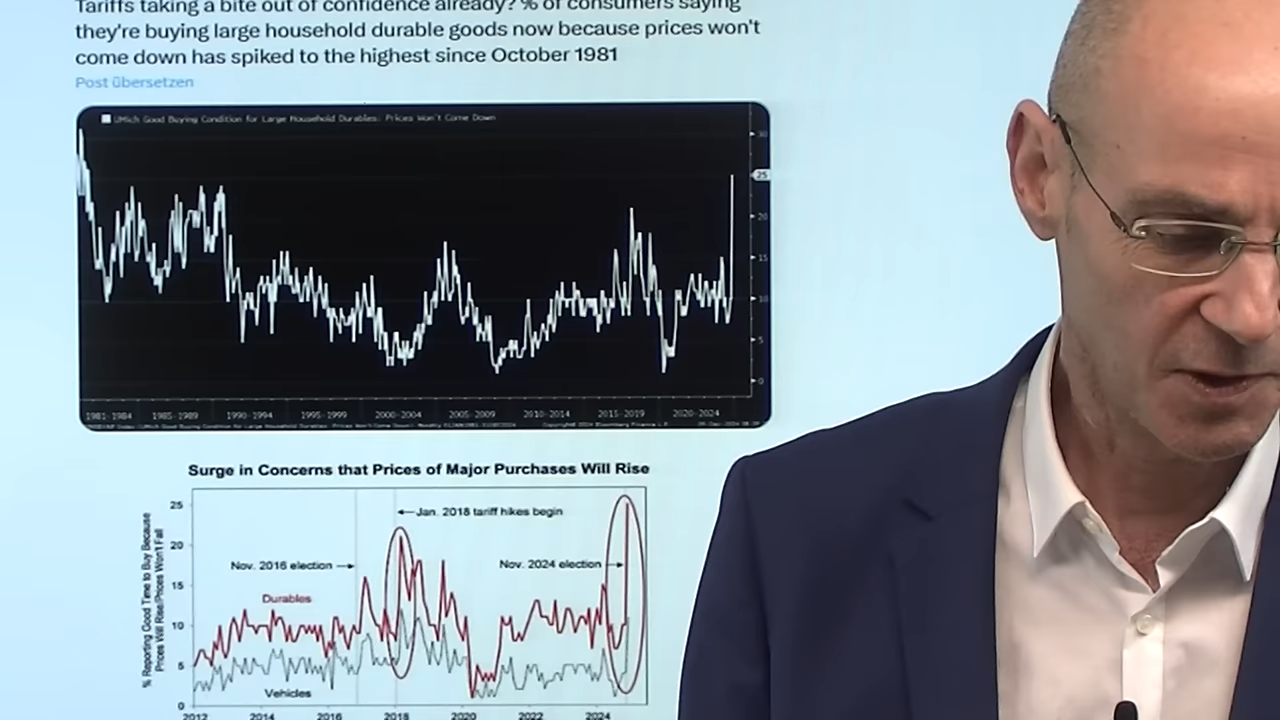 Tariffs taking a bite out of confidence already? % of consumers saying
they're buying large household durable goods now because prices won't
come down has spiked to the highest since October 1981
Post übersetzen
UMich Good Buying Condition for Large Household Durables: Prices Won't Come Down
30
25
20
15
10
5
0
1981-1984 1985-1989 1990-1994 1995-1999 2000-2004 2005-2009 2010-2014 2015-2019 2020-2024
Surge in Concerns that Prices of Major Purchases Will Rise
% Reporting Good Time to Buy Because
Prices Will Rise/Prices Won't Fall
25
20
15
10
5
0
Jan. 2018 tariff hikes begin
Nov. 2016 election
Nov. 2024 election
Durables
Vehicles
2012 2014 2016 2018 2020 2022 2024